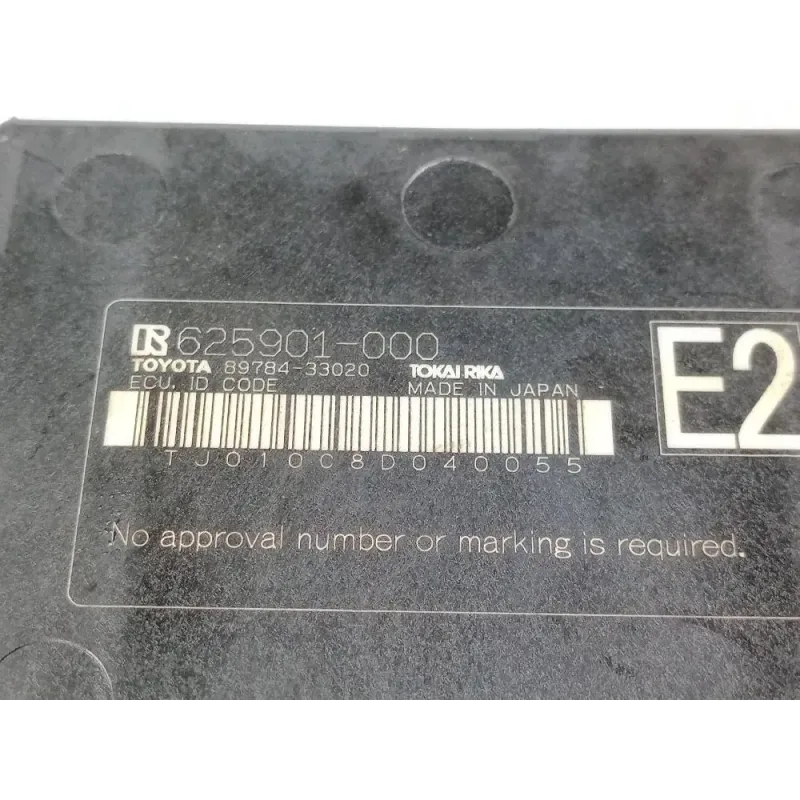 625901-000
TOYOTA 89784-33020 TOKAI RIKA
ECU. ID CODE MADE IN JAPAN
TJ010C8D040055
No approval number or marking is required.
E2